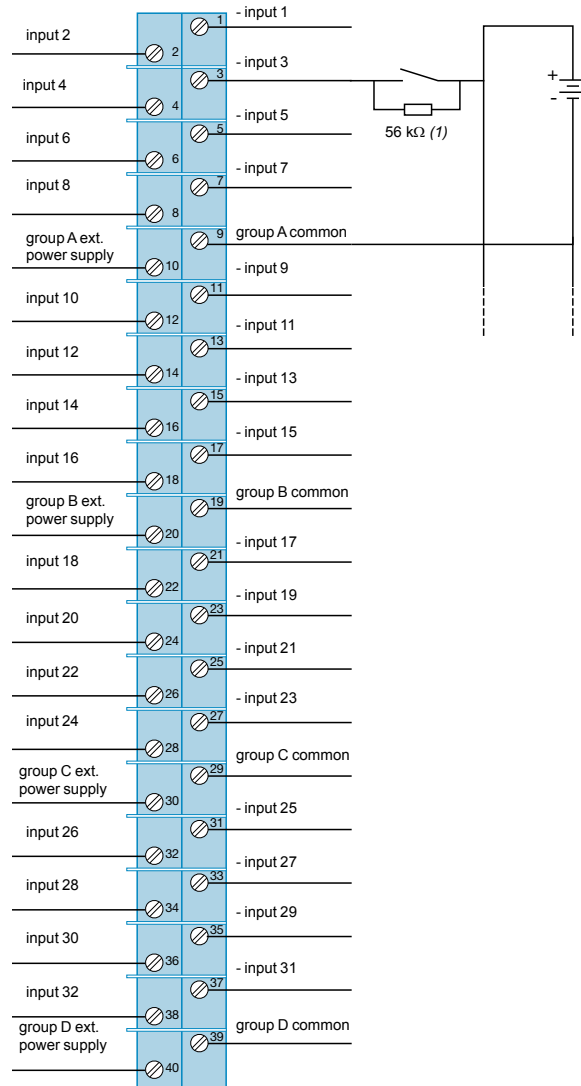 - input 1
1
input 2
2
- input 3
3
input 4
4
- input 5
5
56 kΩ (1)
+
-
input 6
6
- input 7
7
input 8
8
group A common
9
group A ext.
power supply
10
- input 9
11
input 10
12
- input 11
13
input 12
14
- input 13
15
input 14
16
- input 15
17
input 16
18
group B common
19
group B ext.
power supply
20
- input 17
21
input 18
22
- input 19
23
input 20
24
- input 21
25
input 22
26
- input 23
27
input 24
28
group C common
29
group C ext.
power supply
30
- input 25
31
input 26
32
- input 27
33
input 28
34
- input 29
35
input 30
36
- input 31
37
input 32
38
group D common
39
group D ext.
power supply
40